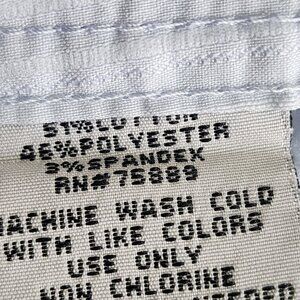 51% COTTON
46% POLYESTER
3% SPANDEX
RN# 75889
MACHINE WASH COLD
WITH LIKE COLORS
USE ONLY
NON CHLORINE